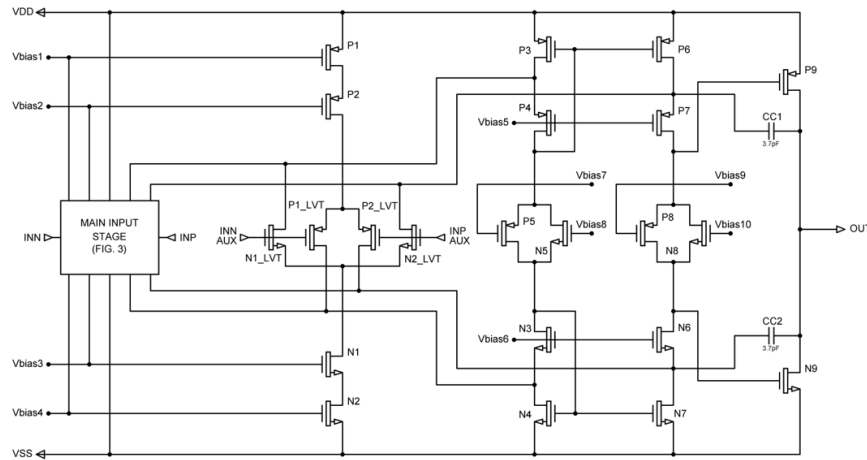 VDD
P1
P3
P6
Vbias1
P9
Vbias2
P2
P4
P7
CC1
3.7pF
Vbias5
Vbias7
Vbias9
P1_LVT
P2_LVT
MAIN INPUT
STAGE
(FIG. 3)
INN
INP
INN
AUX
INP
AUX
P5
Vbias8
P8
Vbias10
OUT
N1_LVT
N2_LVT
N5
N8
N3
N6
CC2
3.7pF
Vbias6
Vbias3
N1
N9
Vbias4
N2
N4
N7
VSS